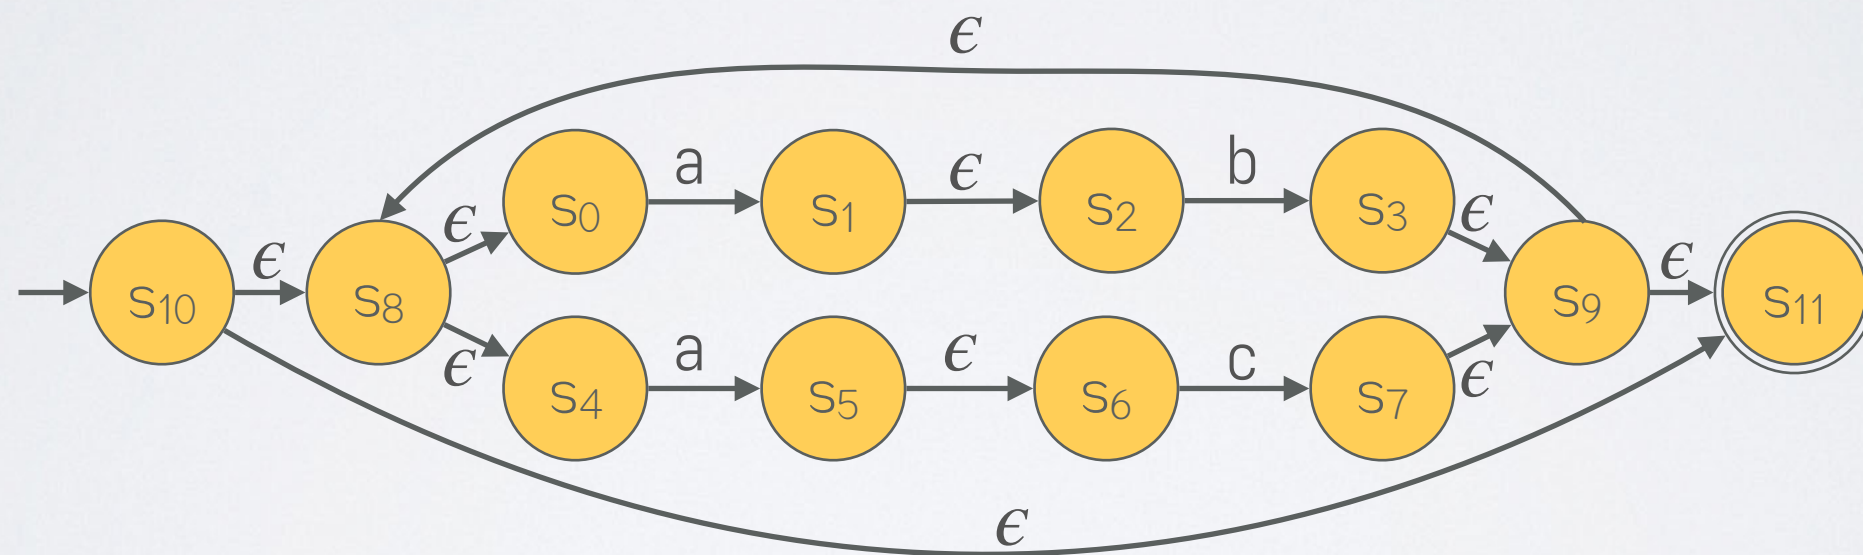 ϵ
a ϵ b
s0 s1 s2 s3
ϵ ϵ
ϵ ϵ
s10 s8 s9 s11
a ϵ c
ϵ ϵ
s4 s5 s6 s7
ϵ